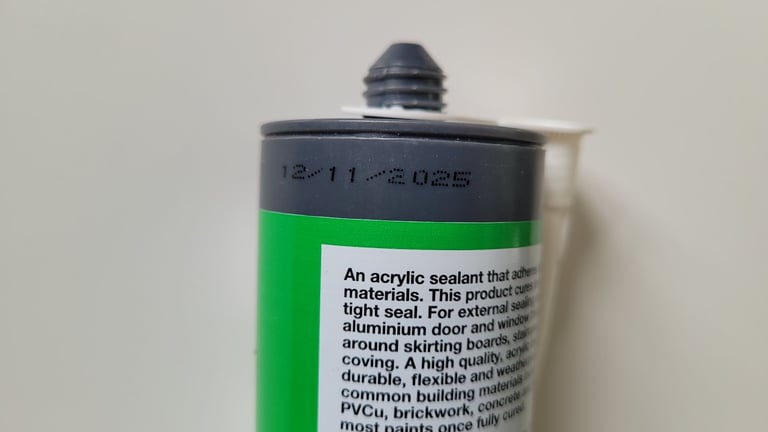 12/11/2025
An acrylic sealant that
materials. This product cures
tight seal. For external
aluminium door and window
around skirting boards,
coving. A high quality,
durable, flexible and
common building materials
PVCu, brickwork, concrete
most paints once fully cured.